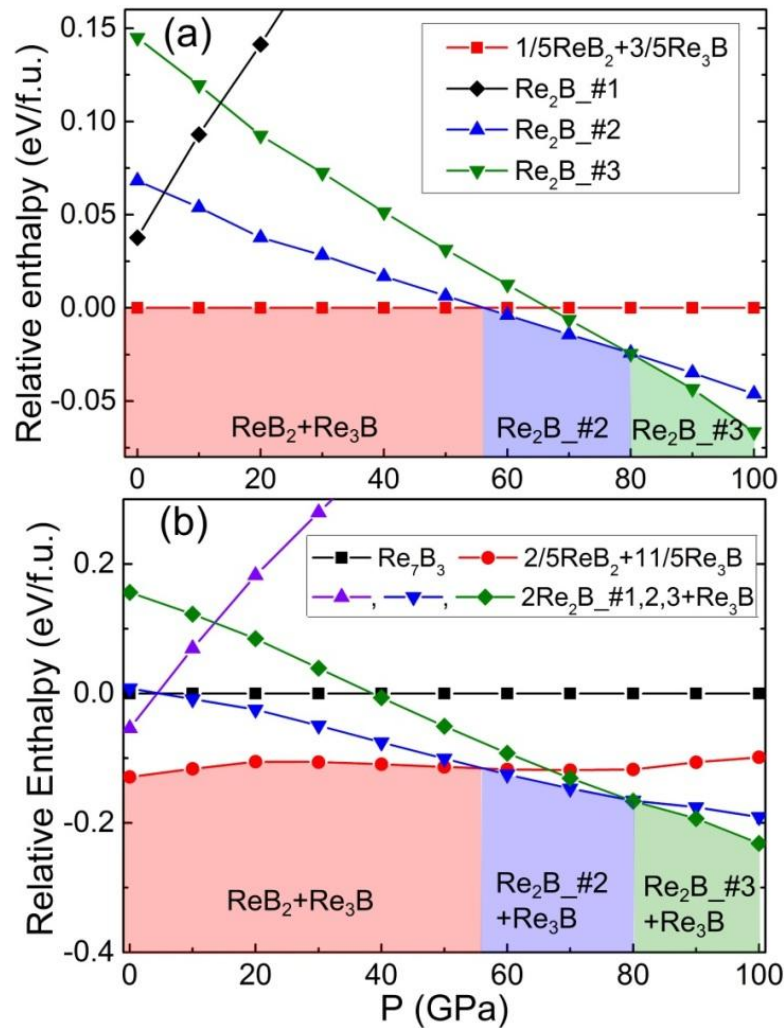 (a)
0.15
0.10
0.05
0.00
-0.05
Relative enthalpy (eV/f.u.)
1/5ReB₂+3/5Re₃B
Re₂B_#1
Re₂B_#2
Re₂B_#3
ReB₂+Re₃B
Re₂B_#2
Re₂B_#3
0 20 40 60 80 100
(b)
0.2
0.0
-0.2
-0.4
Relative Enthalpy (eV/f.u.)
Re₇B₃ 2/5ReB₂+11/5Re₃B
, , 2Re₂B_#1,2,3+Re₃B
ReB₂+Re₃B
Re₂B_#2
+Re₃B
Re₂B_#3
+Re₃B
0 20 40 60 80 100
P (GPa)